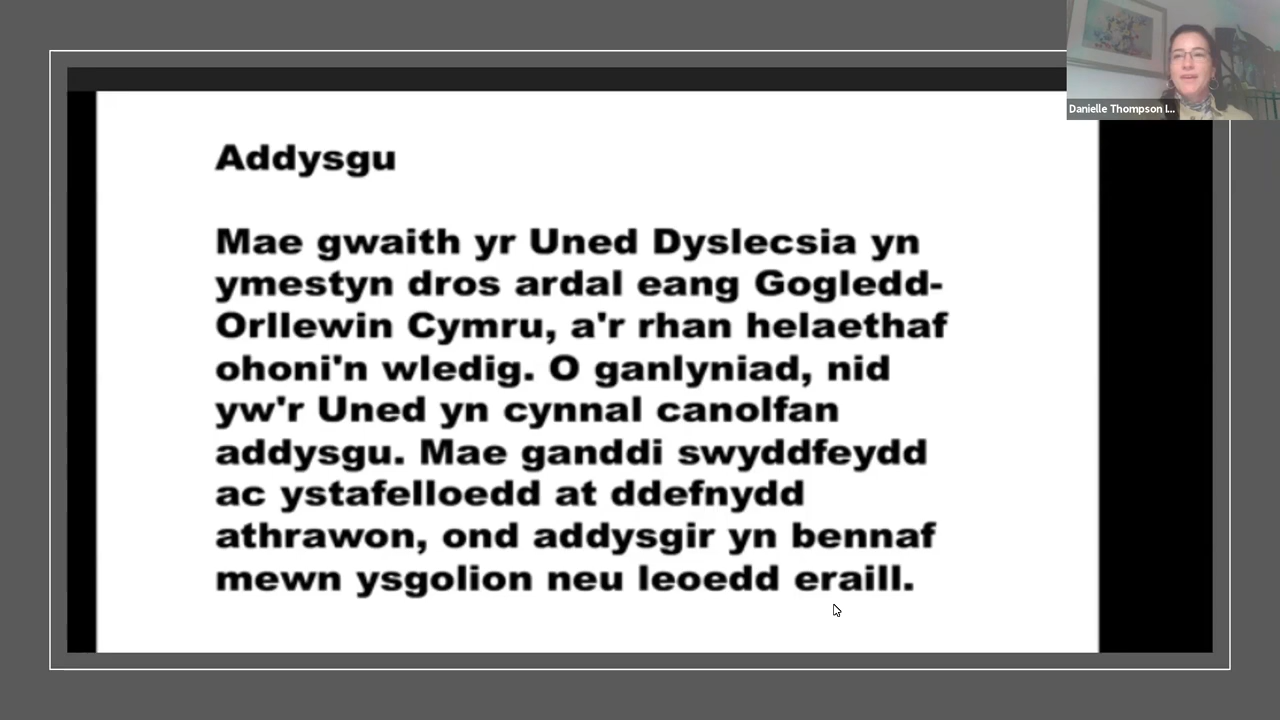 Danielle Thompson I...
Addysgu
Mae gwaith yr Uned Dyslecsia yn
ymestyn dros ardal eang Gogledd-
Orllewin Cymru, a'r rhan helaethaf
ohoni'n wledig. O ganlyniad, nid
yw'r Uned yn cynnal canolfan
addysgu. Mae ganddi swyddfeydd
ac ystafelloedd at ddefnydd
athrawon, ond addysgir yn bennaf
mewn ysgolion neu leoedd eraill.